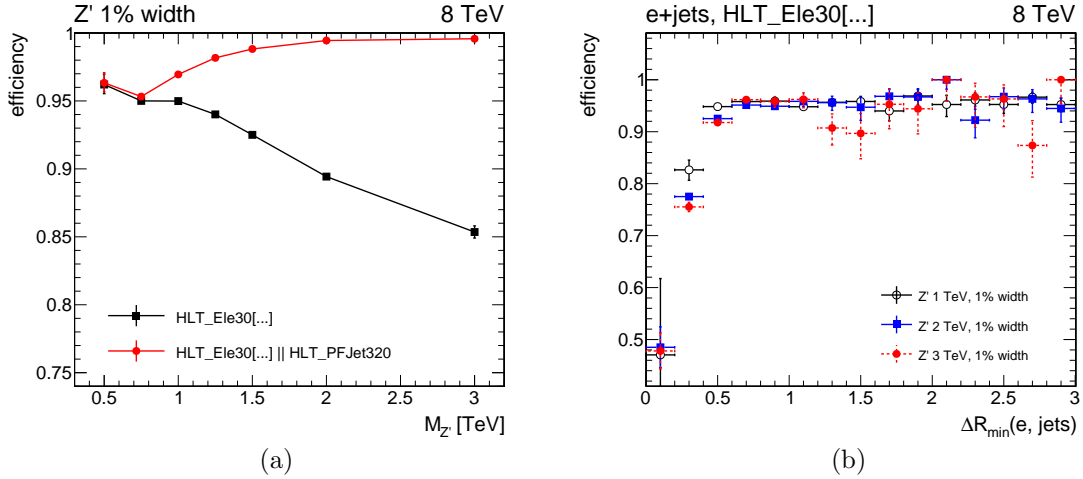 Z' 1% width 8 TeV
efficiency
1
0.95
0.9
0.85
0.8
0.75
HLT_Ele30[...]
HLT_Ele30[...] || HLT_PFJet320
0.5 1 1.5 2 2.5 3
M_Z' [TeV]
(a)
e+jets, HLT_Ele30[...] 8 TeV
efficiency
1
0.9
0.8
0.7
0.6
0.5
Z' 1 TeV, 1% width
Z' 2 TeV, 1% width
Z' 3 TeV, 1% width
0 0.5 1 1.5 2 2.5 3
ΔR_min(e, jets)
(b)